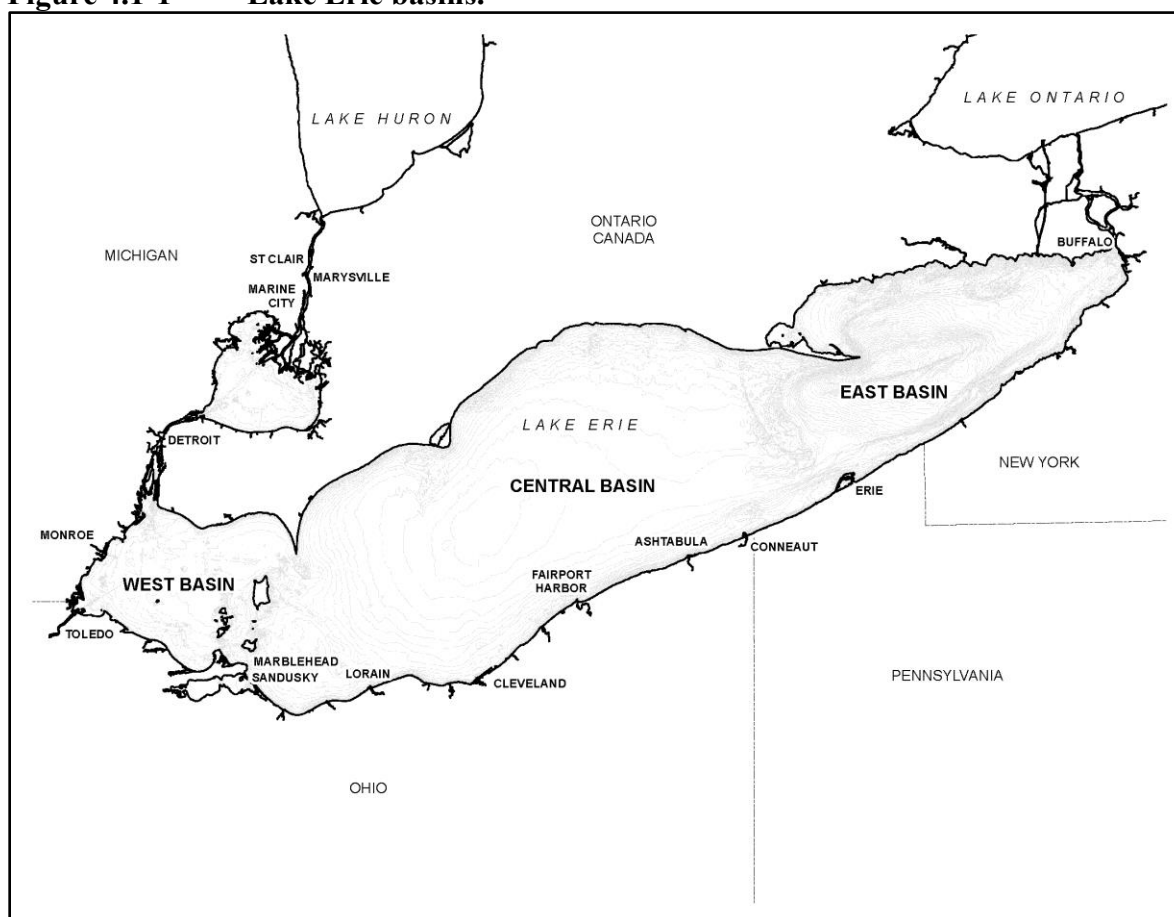 Figure 4.1-1 Lake Erie basins.
LAKE HURON
LAKE ONTARIO
ONTARIO
CANADA
BUFFALO
MICHIGAN
ST CLAIR
MARYSVILLE
MARINE
CITY
EAST BASIN
LAKE ERIE
DETROIT
NEW YORK
CENTRAL BASIN
ERIE
MONROE
ASHTABULA
CONNEAUT
WEST BASIN
FAIRPORT
HARBOR
TOLEDO
MARBLEHEAD
SANDUSKY
LORAIN
CLEVELAND
PENNSYLVANIA
OHIO